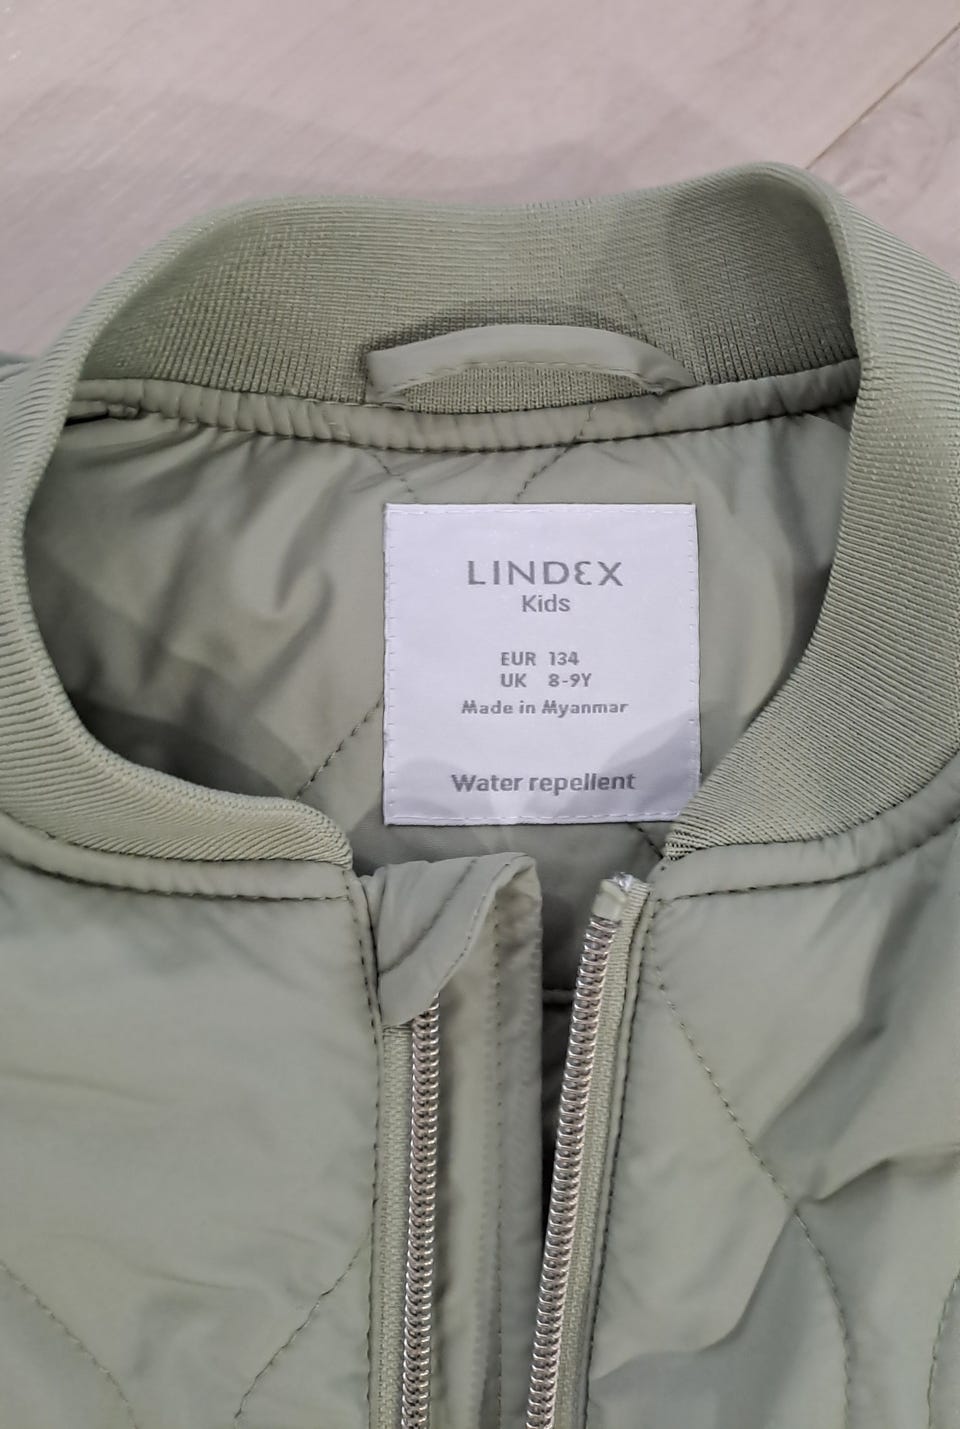 LINDEX
Kids
EUR 134
UK 8-9Y
Made in Myanmar
Water repellent